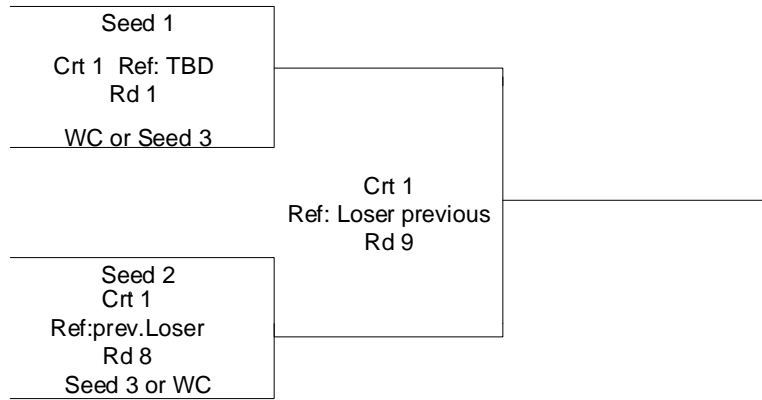 Seed 1
Crt 1 Ref: TBD
Rd 1
WC or Seed 3
Crt 1
Ref: Loser previous
Rd 9
Seed 2
Crt 1
Ref:prev.Loser
Rd 8
Seed 3 or WC